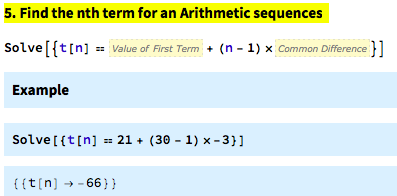 5. Find the nth term for an Arithmetic sequences
Solve[{t[n] == Value of First Term + (n - 1) × Common Difference }]
Example
Solve[{t[n] == 21 + (30 - 1) × -3}]
{{t[n] → -66}}